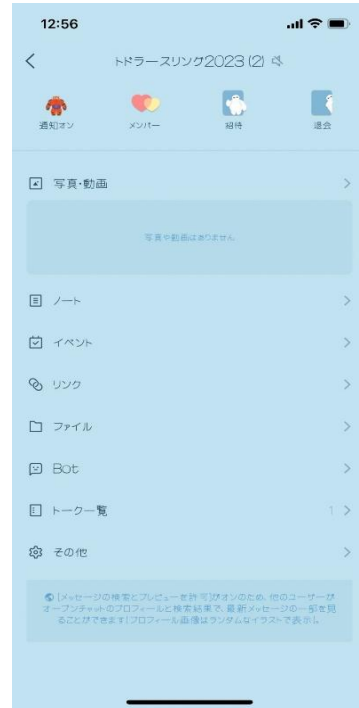 12:56
トドラースリング2023 (2)
通知オン
メンバー
招待
退会
写真・動画
写真や動画はありません
ノート
イベント
リンク
ファイル
Bot
トーク一覧
1
その他
[メッセージの検索とプレビューを許可]がオンのため、他のユーザーが
オープンチャットのプロフィールと検索結果で、最新メッセージの一部を見
ることができます(プロフィール画像はランダムなイラストで表示)。